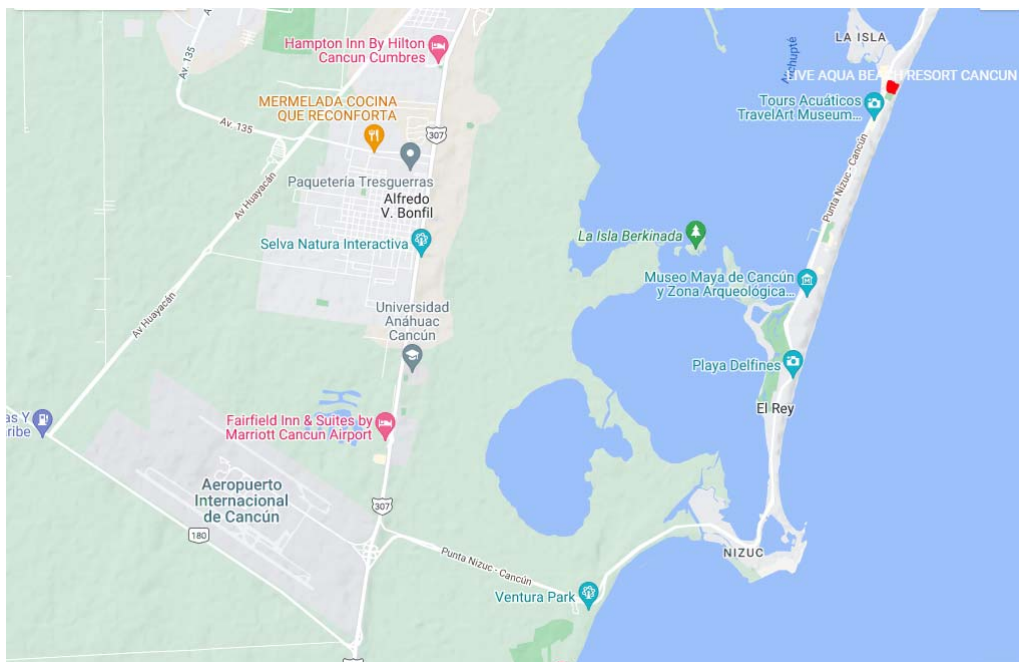 LA ISLA
Hampton Inn By Hilton
Cancun Cumbres
Av. 135
LIVE AQUA BEACH RESORT CANCUN
MERMELADA COCINA
QUE RECONFORTA
Tours Acuáticos
TravelArt Museum...
Av. 135
307
Paquetería Tresguerras
Alfredo
V. Bonfil
Av Huayacán
Punta Nizuc - Cancún
La Isla Berkinada
Selva Natura Interactiva
Museo Maya de Cancún
y Zona Arqueológica...
Av Huayacán
Universidad
Anáhuac
Cancún
Playa Delfines
El Rey
as Y
ribe
Fairfield Inn & Suites by
Marriott Cancun Airport
Aeropuerto
Internacional
de Cancún
307
180
Punta Nizuc - Cancún
NIZUC
Ventura Park